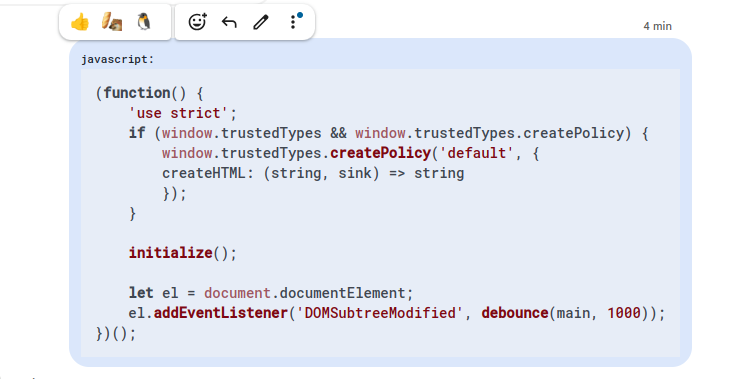 4 min
javascript:
(function() {
    'use strict';
    if (window.trustedTypes && window.trustedTypes.createPolicy) {
        window.trustedTypes.createPolicy('default', {
        createHTML: (string, sink) => string
        });
    }
    initialize();
    let el = document.documentElement;
    el.addEventListener('DOMSubtreeModified', debounce(main, 1000));
})();